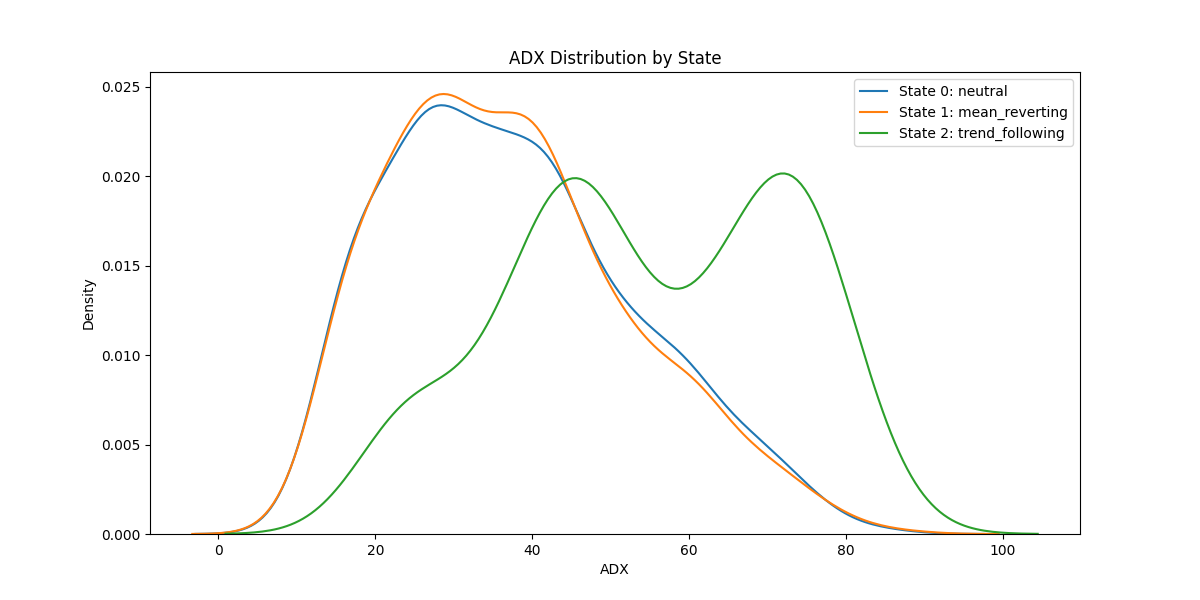 ADX Distribution by State
State 0: neutral
State 1: mean_reverting
State 2: trend_following
Density
0.025
0.020
0.015
0.010
0.005
0.000
0 20 40 60 80 100
ADX